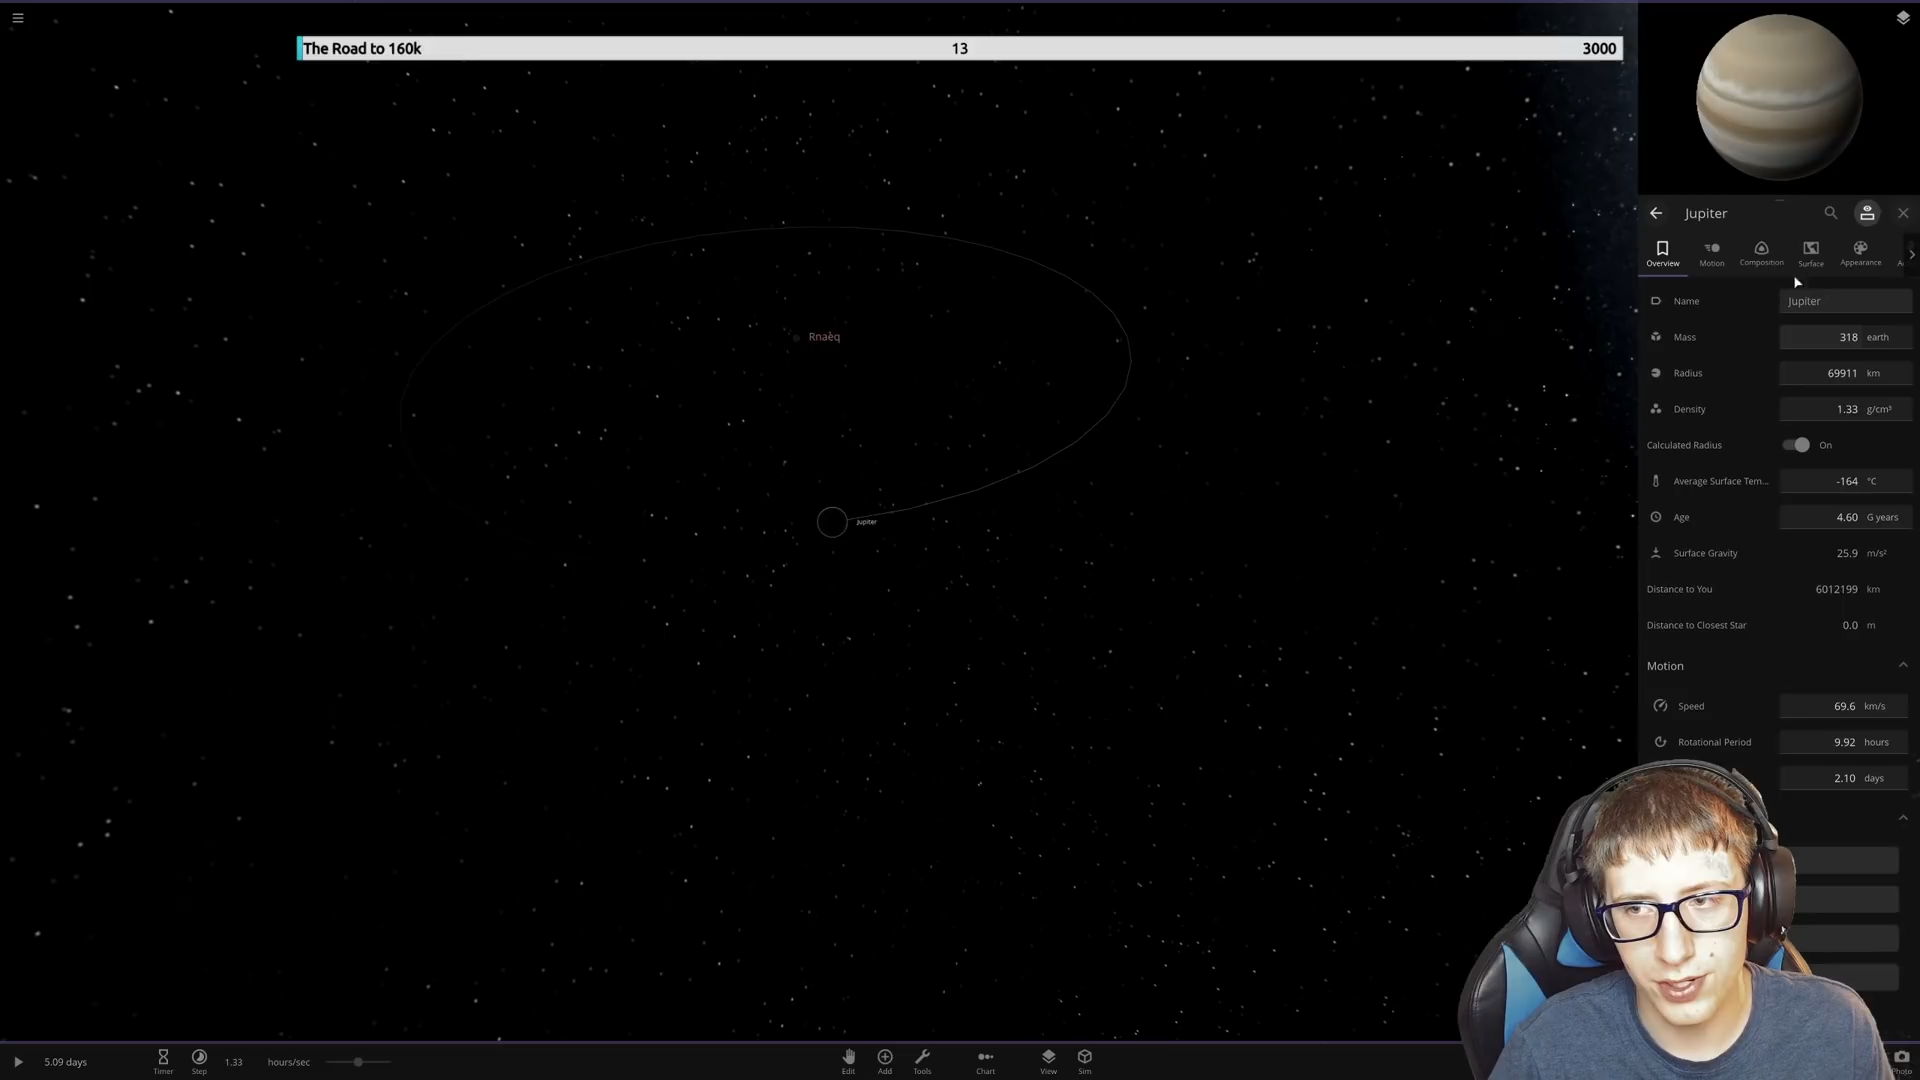 The Road to 160k 13 3000
Jupiter
Overview Motion Composition Surface Appearance
Name Jupiter
Mass 318 earth
Radius 69911 km
Density 1.33 g/cm³
Calculated Radius On
Average Surface Tem... -164 °C
Age 4.60 G years
Surface Gravity 25.9 m/s²
Distance to You 6012199 km
Distance to Closest Star 0.0 m
Motion
Speed 69.6 km/s
Rotational Period 9.92 hours
2.10 days
Rnaèq
Jupiter
5.09 days
Timer
Step
1.33 hours/sec
Edit Add Tools Chart View Sim
Photo